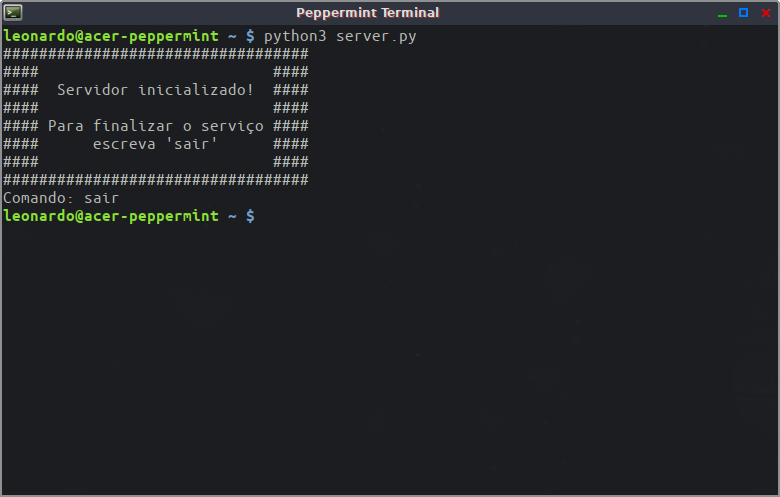 Peppermint Terminal
leonardo@acer-peppermint ~ $ python3 server.py
##################################
####                          ####
####  Servidor inicializado!  ####
####                          ####
#### Para finalizar o serviço ####
####      escreva 'sair'      ####
####                          ####
##################################
Comando: sair
leonardo@acer-peppermint ~ $